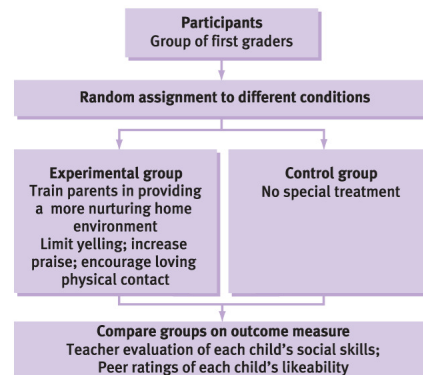 Participants
Group of first graders
Random assignment to different conditions
Experimental group
Train parents in providing
a more nurturing home
environment
Limit yelling; increase
praise; encourage loving
physical contact
Control group
No special treatment
Compare groups on outcome measure
Teacher evaluation of each child's social skills;
Peer ratings of each child's likeability